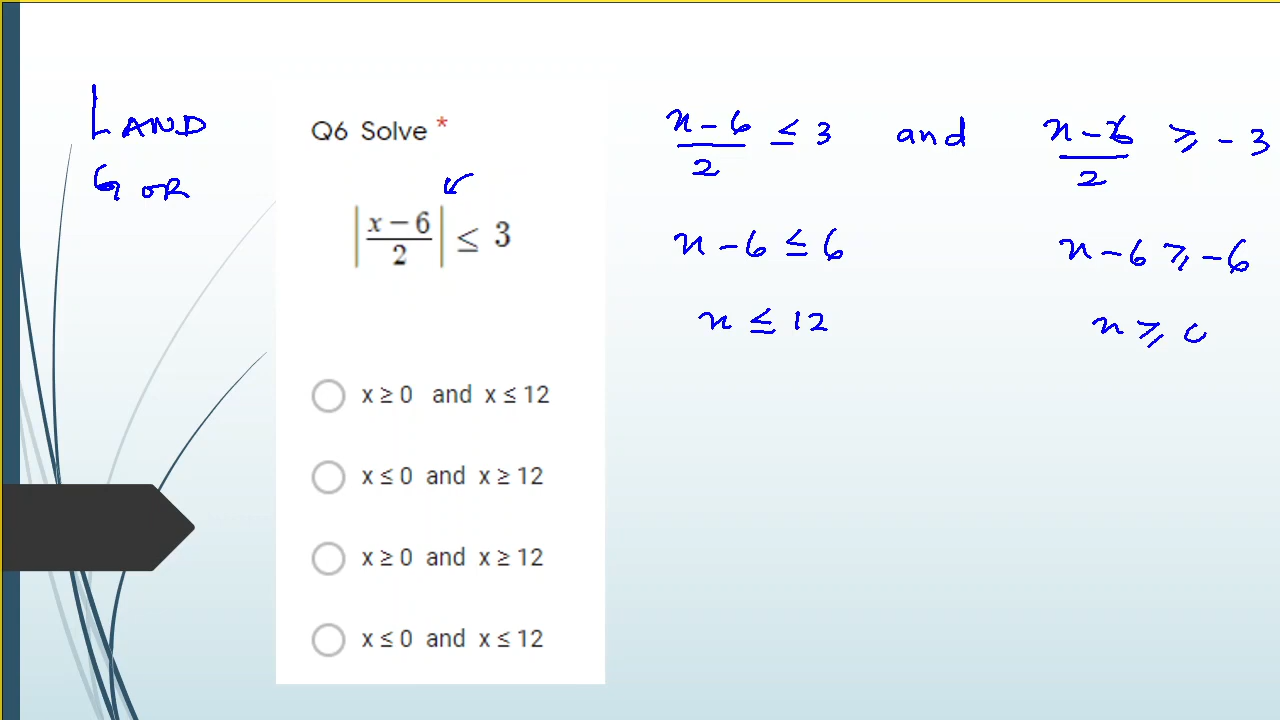 L AND
G OR
Q6 Solve *
|x-6/2| ≤ 3
x ≥ 0 and x ≤ 12
x ≤ 0 and x ≥ 12
x ≥ 0 and x ≥ 12
x ≤ 0 and x ≤ 12
x-6/2 ≤ 3 and x-6/2 ≥ -3
x-6 ≤ 6 x-6 ≥ -6
x ≤ 12 x ≥ 0